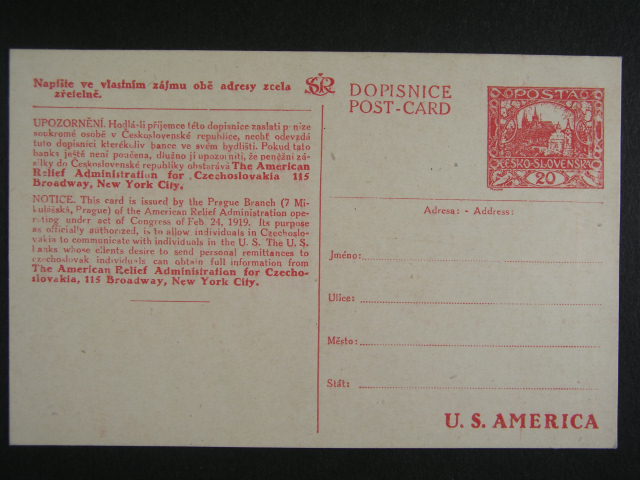 Napište ve vlastním zájmu obě adresy zcela
zřetelně.
UPOZORNĚNÍ. Hodlá-li příjemce této dopisnice zaslati peníze
soukromé osobě v Československé republice, nechť odevzdá
tuto dopisnici kterékoliv bance ve svém bydlišti. Pokud tato
banka ještě není poučena, dlužno ji upozorniti, že peněžní zá-
silky do Československé republiky obstarává The American
Relief Administration for Czechoslovakia 115
Broadway, New York City.
NOTICE. This card is issued by the Prague Branch (7 Mi-
kulášská, Prague) of the American Relief Administration ope-
rating under act of Congress of Feb. 24, 1919. Its purpose
as officially authorized, is to allow individuals in Czechoslo-
vakia to communicate with individuals in the U. S. The U. S.
banks whose clients desire to send personal remittances to
czechoslovak individuals can obtain full information from
The American Relief Administration for Czecho-
slovakia, 115 Broadway, New York City.
DOPISNICE
POST-CARD
POSTA
ČESKO-SLOVENSKÁ
20
Adresa: - Address:
Jméno:
Ulice:
Město:
Stát:
U. S. AMERICA